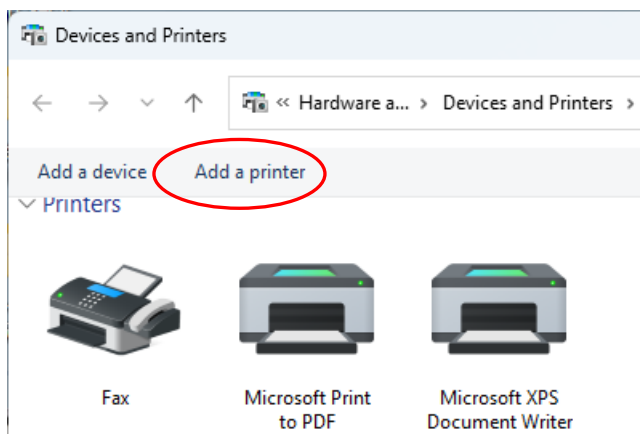 Devices and Printers
« Hardware a... › Devices and Printers ›
Add a device Add a printer
Printers
Fax
Microsoft Print
to PDF
Microsoft XPS
Document Writer